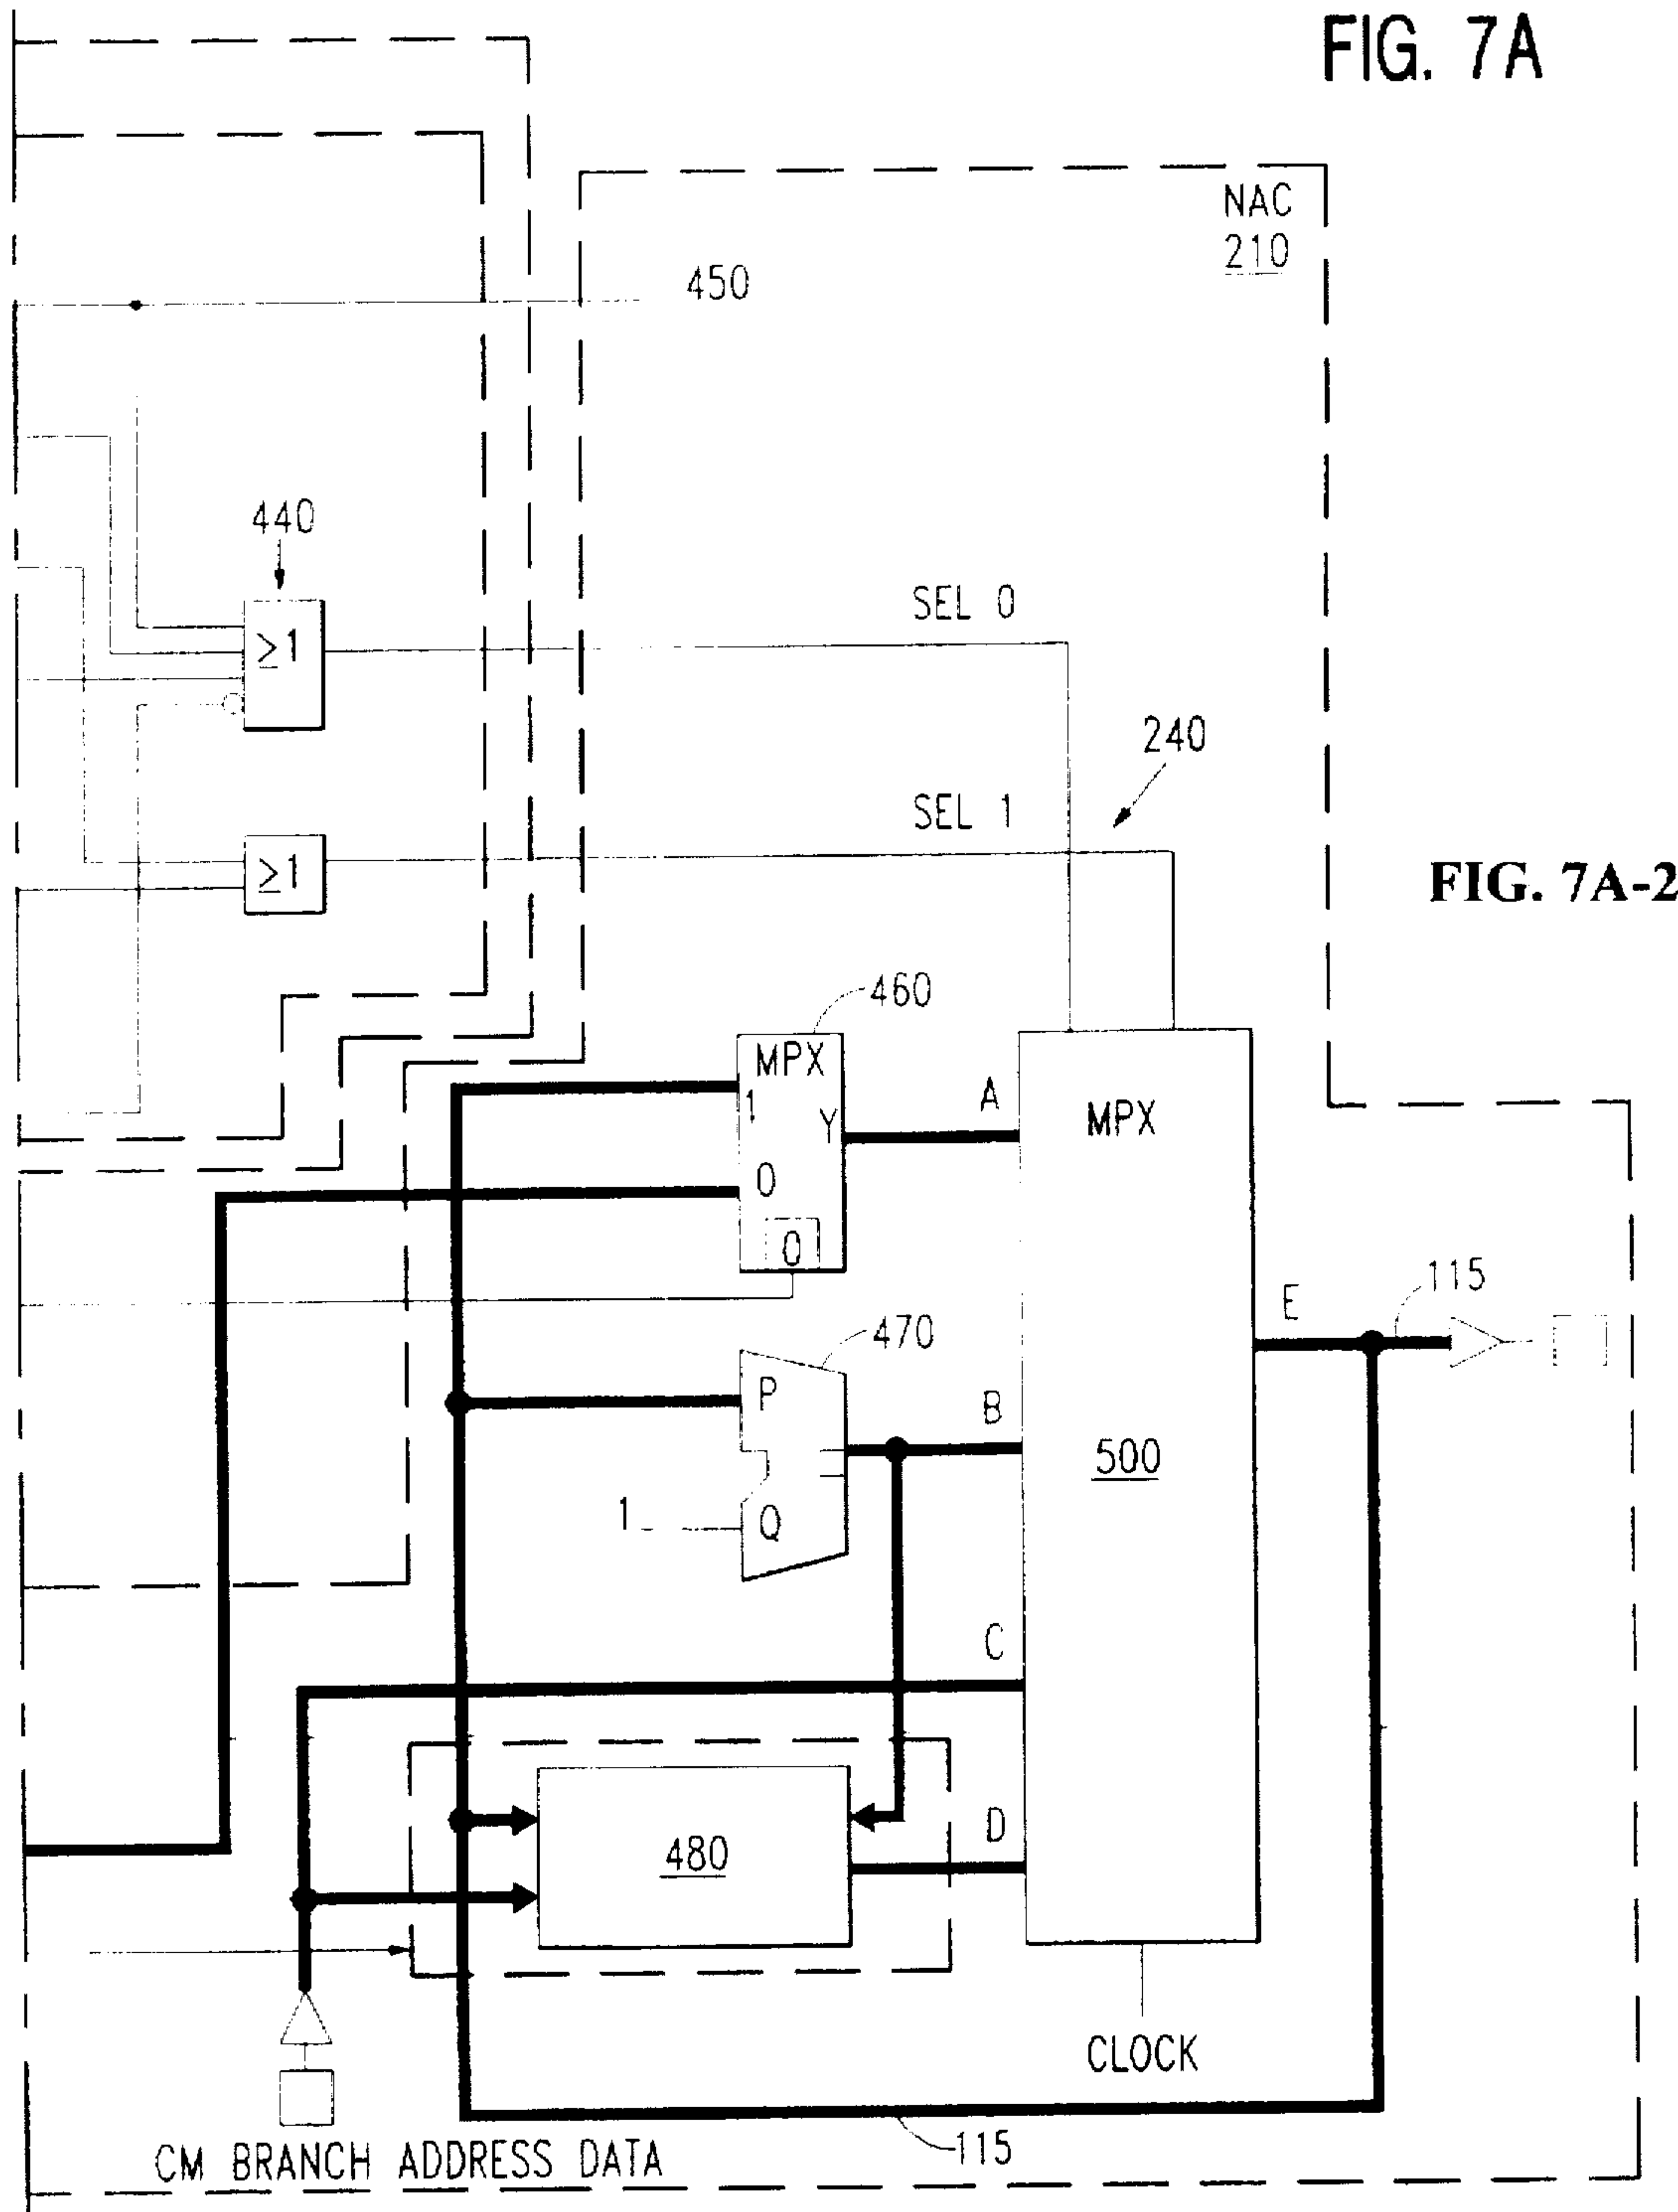 FIG. 7A
NAC
210
450
440
SEL 0
≥1
240
SEL 1
≥1
FIG. 7A-2
460
MPX
1
Y
A
MPX
0
0
115
E
470
P
B
500
1
Q
C
D
480
CLOCK
115
CM BRANCH ADDRESS DATA